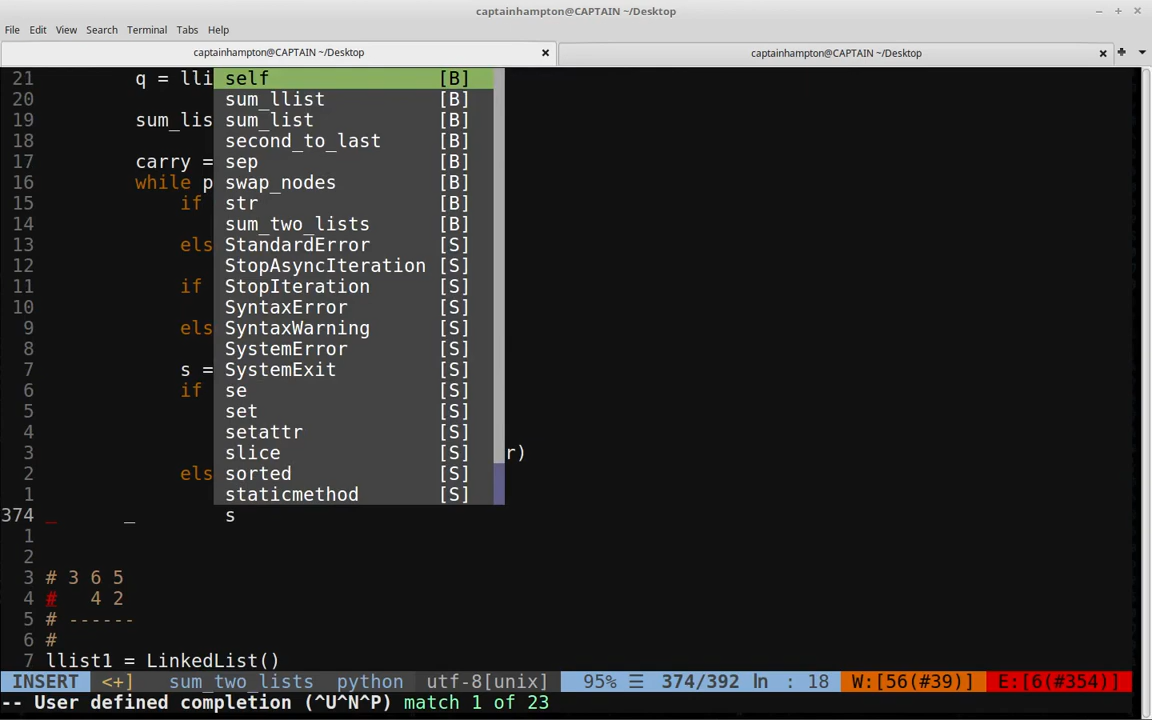 captainhampton@CAPTAIN ~/Desktop
File Edit View Search Terminal Tabs Help
captainhampton@CAPTAIN ~/Desktop captainhampton@CAPTAIN ~/Desktop
21 q = lli self [B]
20 sum_llist [B]
19 sum_lis sum_list [B]
18 second_to_last [B]
17 carry = sep [B]
16 while p swap_nodes [B]
15 if str [B]
14 sum_two_lists [B]
13 els StandardError [S]
12 StopAsyncIteration [S]
11 if StopIteration [S]
10 SyntaxError [S]
9 els SyntaxWarning [S]
8 SystemError [S]
7 s = SystemExit [S]
6 if se [S]
5 set [S]
4 setattr [S]
3 slice [S] r)
2 els sorted [S]
1 staticmethod [S]
374 _ _ s
1
2
3 # 3 6 5
4 # 4 2
5 # ------
6 #
7 llist1 = LinkedList()
INSERT <+] sum_two_lists python utf-8[unix] 95% ☰ 374/392 ln : 18 W:[56(#39)] E:[6(#354)]
-- User defined completion (^U^N^P) match 1 of 23